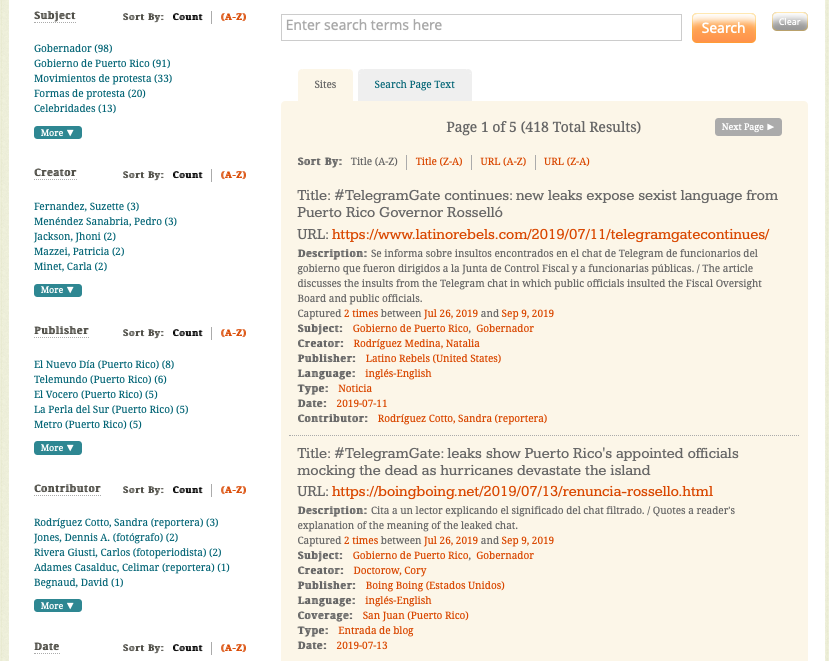 Subject Sort By: Count (A-Z)
Gobernador (98)
Gobierno de Puerto Rico (91)
Movimientos de protesta (33)
Formas de protesta (20)
Celebridades (13)
More ▼
Creator Sort By: Count (A-Z)
Fernandez, Suzette (3)
Menéndez Sanabria, Pedro (3)
Jackson, Jhoni (2)
Mazzei, Patricia (2)
Minet, Carla (2)
More ▼
Publisher Sort By: Count (A-Z)
El Nuevo Día (Puerto Rico) (8)
Telemundo (Puerto Rico) (6)
El Vocero (Puerto Rico) (5)
La Perla del Sur (Puerto Rico) (5)
Metro (Puerto Rico) (5)
More ▼
Contributor Sort By: Count (A-Z)
Rodríguez Cotto, Sandra (reportera) (3)
Jones, Dennis A. (fotógrafo) (2)
Rivera Giusti, Carlos (fotoperiodista) (2)
Adames Casalduc, Celimar (reportera) (1)
Begnaud, David (1)
More ▼
Date Sort By: Count (A-Z)
Enter search terms here Search Clear
Sites Search Page Text
Page 1 of 5 (418 Total Results) Next Page ▶
Sort By: Title (A-Z) Title (Z-A) URL (A-Z) URL (Z-A)
Title: #TelegramGate continues: new leaks expose sexist language from
Puerto Rico Governor Rosselló
URL: https://www.latinorebels.com/2019/07/11/telegramgatecontinues/
Description: Se informa sobre insultos encontrados en el chat de Telegram de funcionarios del
gobierno que fueron dirigidos a la Junta de Control Fiscal y a funcionarias públicas. / The article
discusses the insults from the Telegram chat in which public officials insulted the Fiscal Oversight
Board and public officials.
Captured 2 times between Jul 26, 2019 and Sep 9, 2019
Subject: Gobierno de Puerto Rico, Gobernador
Creator: Rodríguez Medina, Natalia
Publisher: Latino Rebels (United States)
Language: inglés-English
Type: Noticia
Date: 2019-07-11
Contributor: Rodríguez Cotto, Sandra (reportera)
Title: #TelegramGate: leaks show Puerto Rico's appointed officials
mocking the dead as hurricanes devastate the island
URL: https://boingboing.net/2019/07/13/renuncia-rossello.html
Description: Cita a un lector explicando el significado del chat filtrado. / Quotes a reader's
explanation of the meaning of the leaked chat.
Captured 2 times between Jul 26, 2019 and Sep 9, 2019
Subject: Gobierno de Puerto Rico, Gobernador
Creator: Doctorow, Cory
Publisher: Boing Boing (Estados Unidos)
Language: inglés-English
Coverage: San Juan (Puerto Rico)
Type: Entrada de blog
Date: 2019-07-13